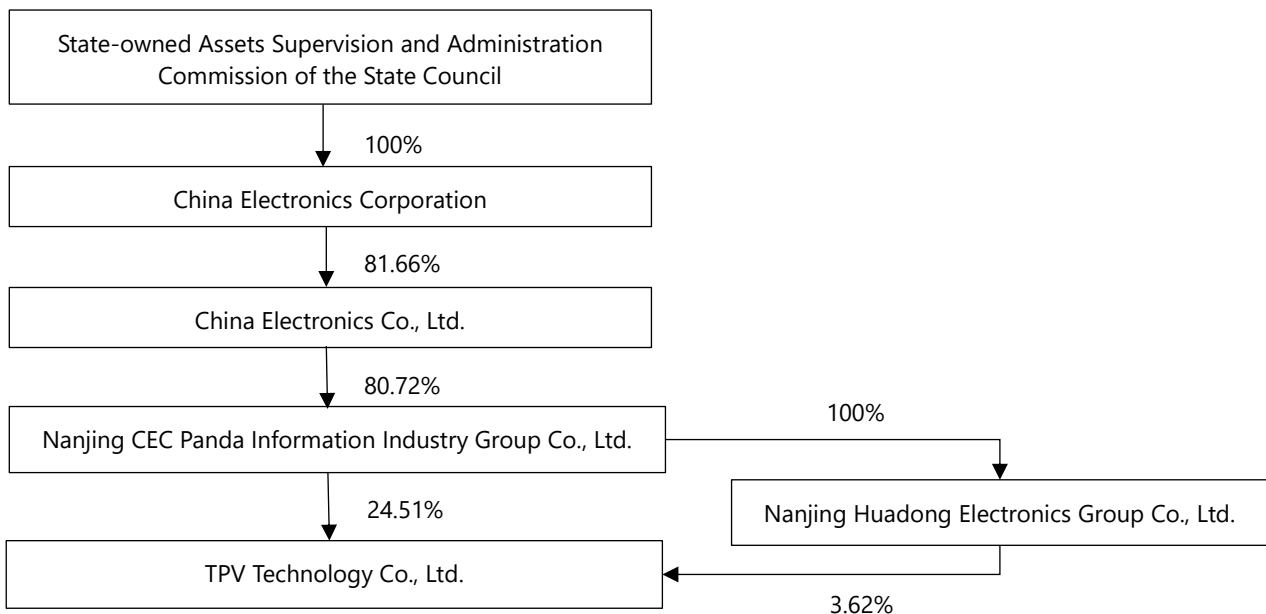 State-owned Assets Supervision and Administration
Commission of the State Council
100%
China Electronics Corporation
81.66%
China Electronics Co., Ltd.
80.72%
100%
Nanjing CEC Panda Information Industry Group Co., Ltd.
24.51%
Nanjing Huadong Electronics Group Co., Ltd.
TPV Technology Co., Ltd.
3.62%